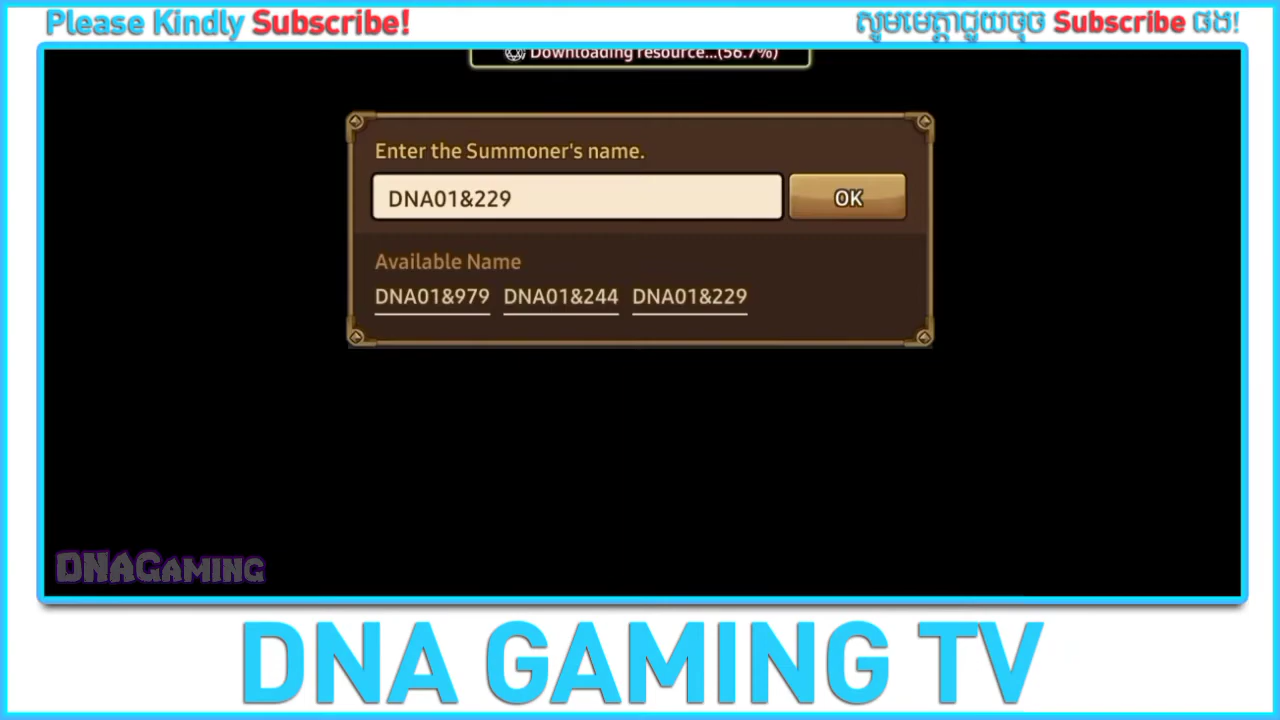 Please Kindly Subscribe!
សូមមេត្តាជួយចុច Subscribe ផង!
Downloading resource...(56.7%)
Enter the Summoner's name.
DNA01&229
OK
Available Name
DNA01&979 DNA01&244 DNA01&229
DNAGAMING
DNA GAMING TV